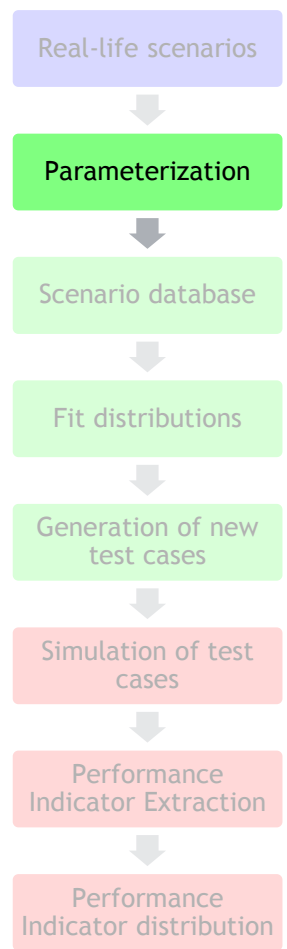 Real-life scenarios
Parameterization
Scenario database
Fit distributions
Generation of new
test cases
Simulation of test
cases
Performance
Indicator Extraction
Performance
Indicator distribution